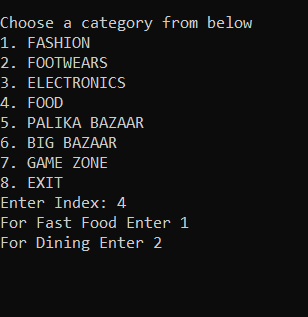 Choose a category from below
1. FASHION
2. FOOTWEARS
3. ELECTRONICS
4. FOOD
5. PALIKA BAZAAR
6. BIG BAZAAR
7. GAME ZONE
8. EXIT
Enter Index: 4
For Fast Food Enter 1
For Dining Enter 2